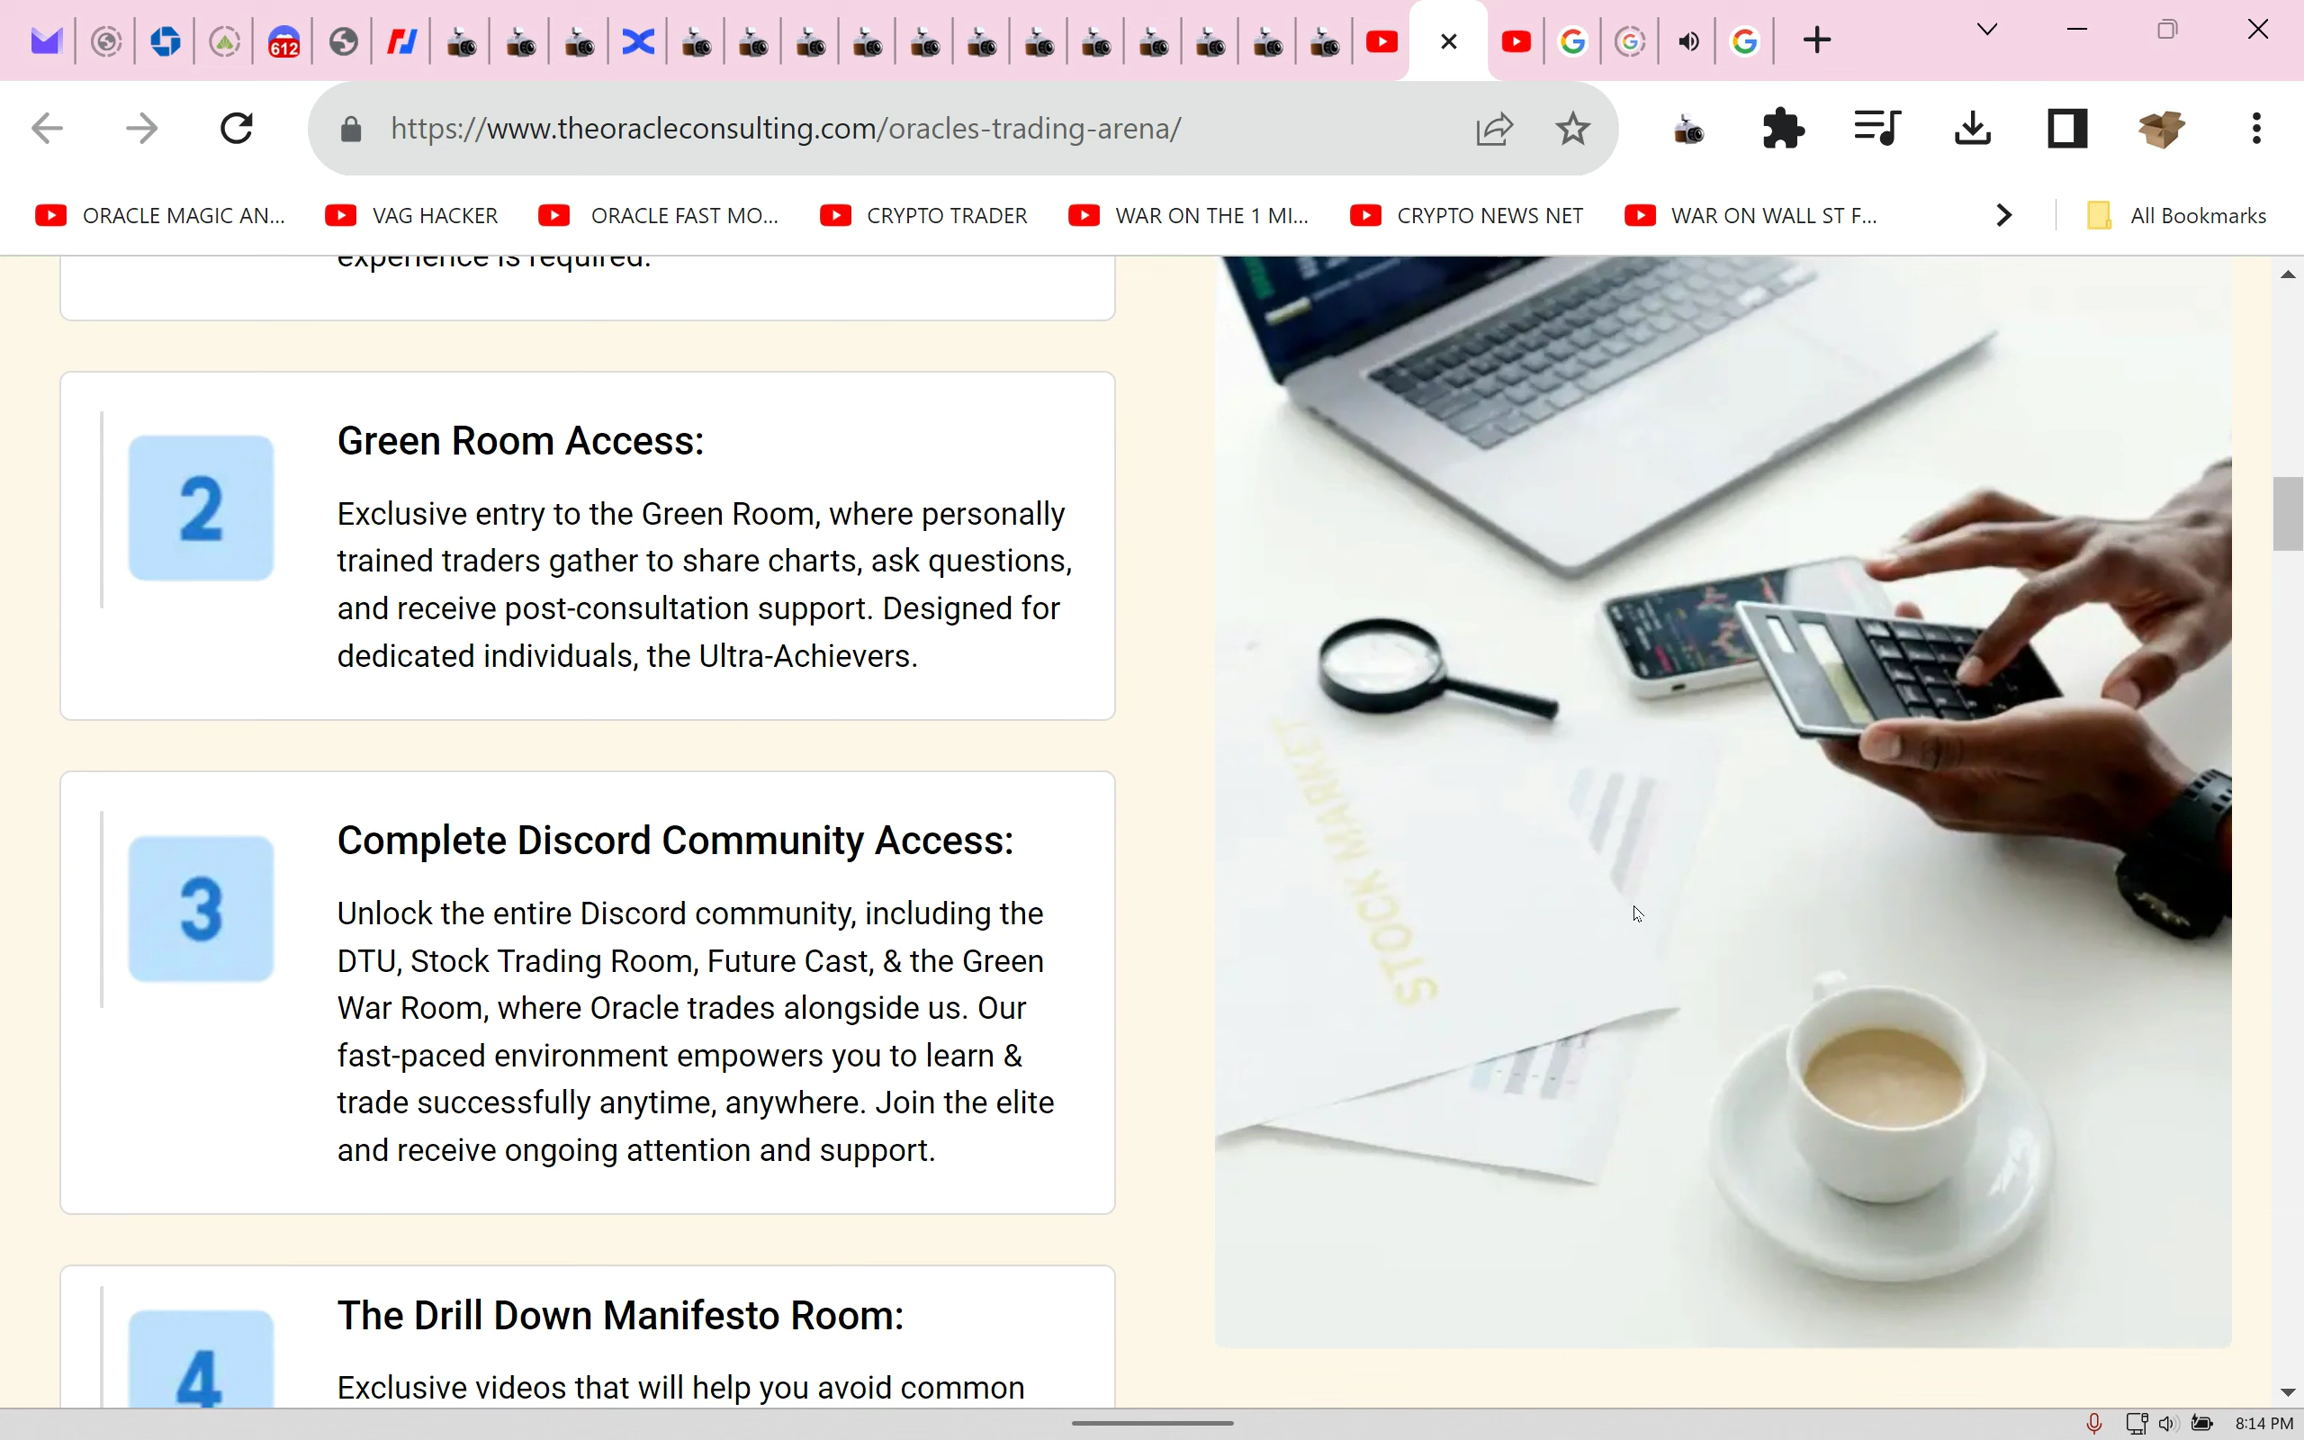 612
https://www.theoracleconsulting.com/oracles-trading-arena/
ORACLE MAGIC AN...
VAG HACKER
ORACLE FAST MO...
CRYPTO TRADER
WAR ON THE 1 MI...
CRYPTO NEWS NET
WAR ON WALL ST F...
All Bookmarks
experience is required.
2
Green Room Access:
Exclusive entry to the Green Room, where personally
trained traders gather to share charts, ask questions,
and receive post-consultation support. Designed for
dedicated individuals, the Ultra-Achievers.
3
Complete Discord Community Access:
Unlock the entire Discord community, including the
DTU, Stock Trading Room, Future Cast, & the Green
War Room, where Oracle trades alongside us. Our
fast-paced environment empowers you to learn &
trade successfully anytime, anywhere. Join the elite
and receive ongoing attention and support.
4
The Drill Down Manifesto Room:
Exclusive videos that will help you avoid common
STOCK MARKET
8:14 PM